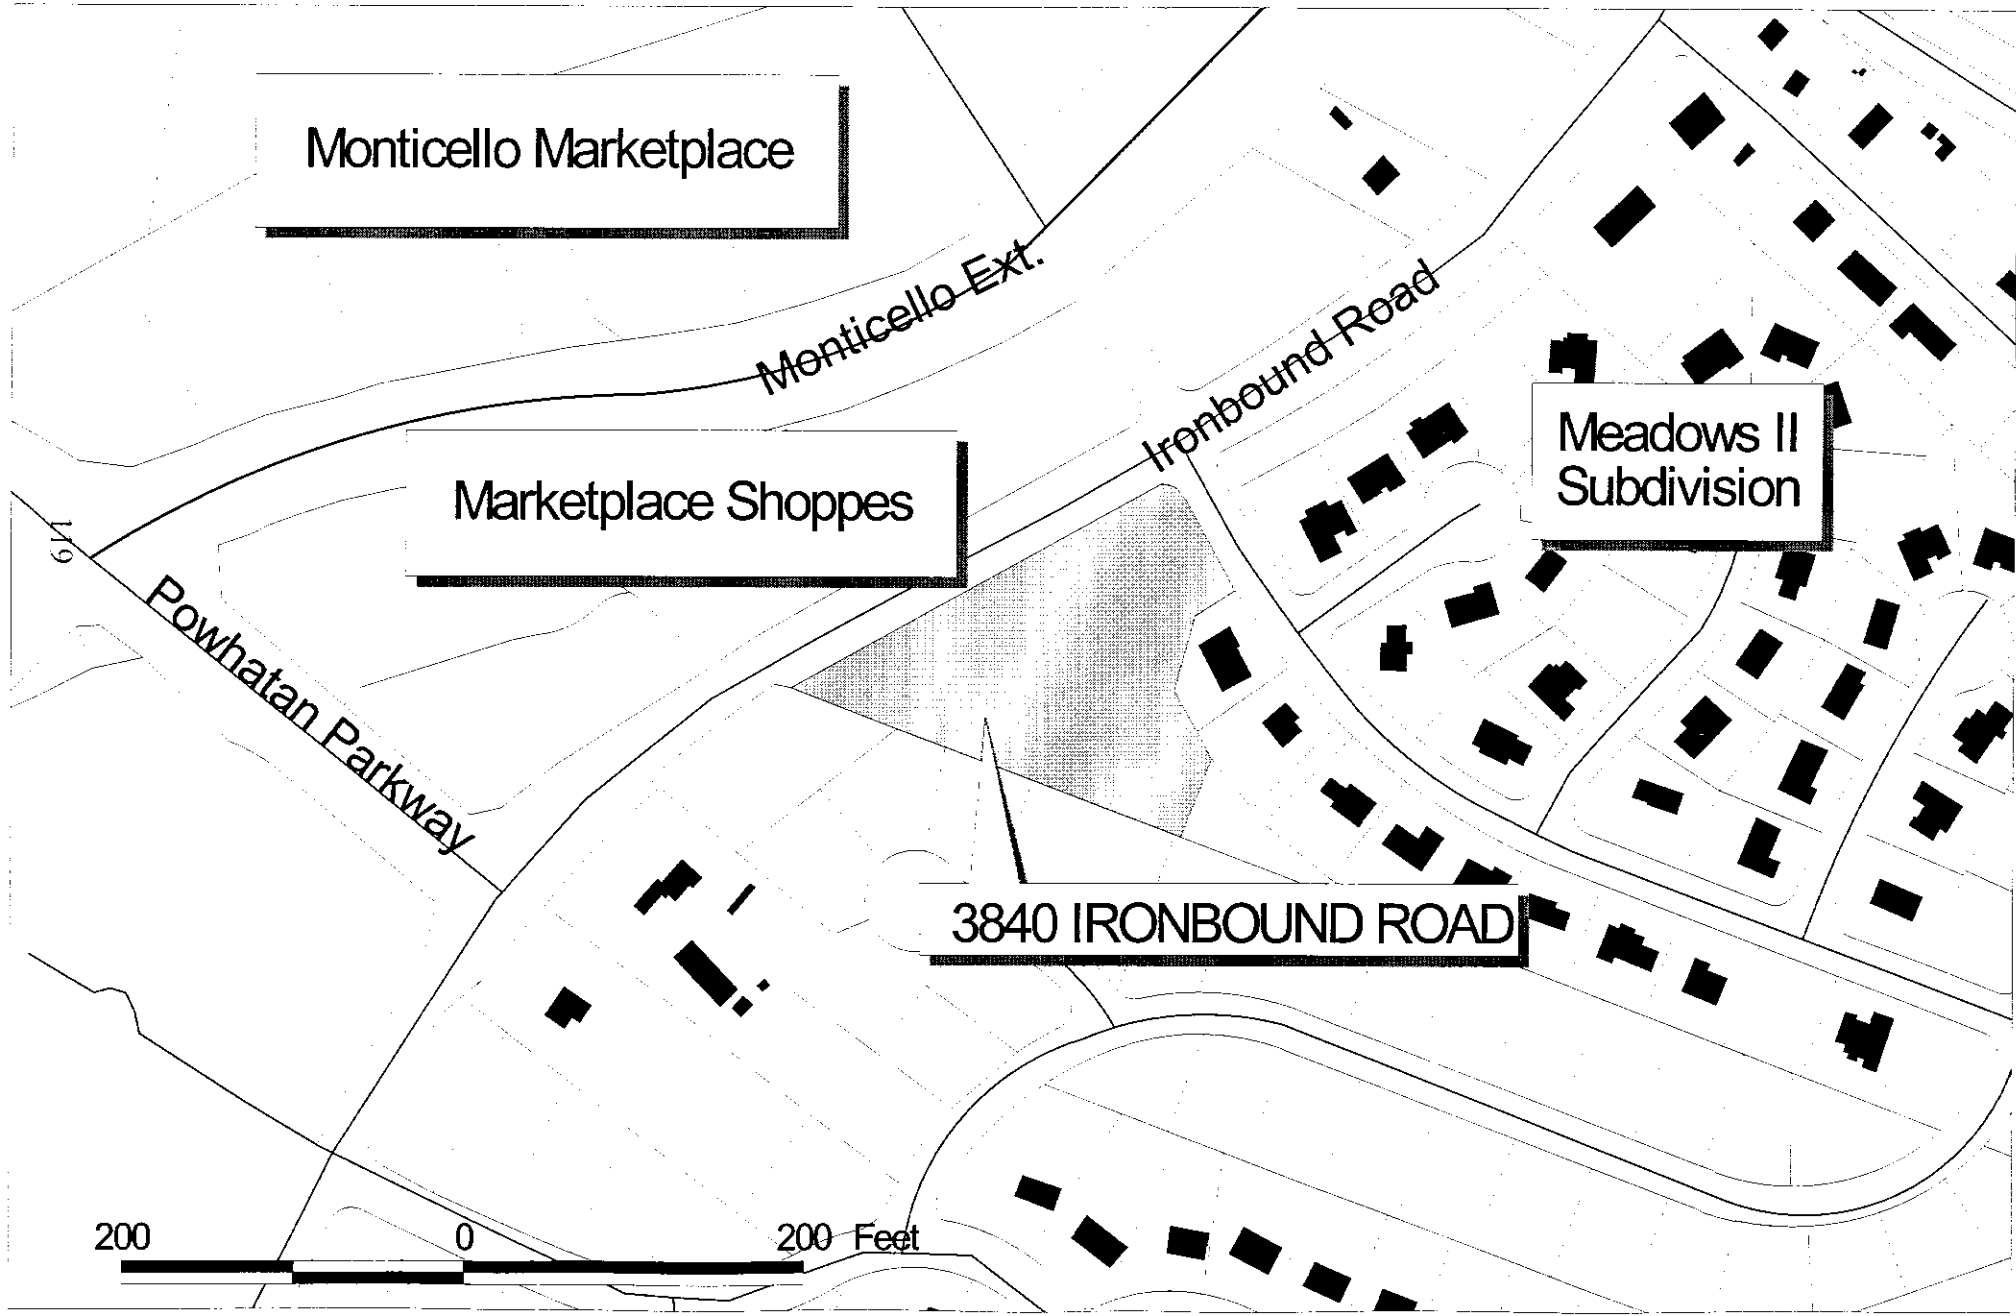 Monticello Marketplace
Monticello Ext.
Ironbound Road
Meadows II
Subdivision
Marketplace Shoppes
119
Powhatan Parkway
3840 IRONBOUND ROAD
200 0 200 Feet